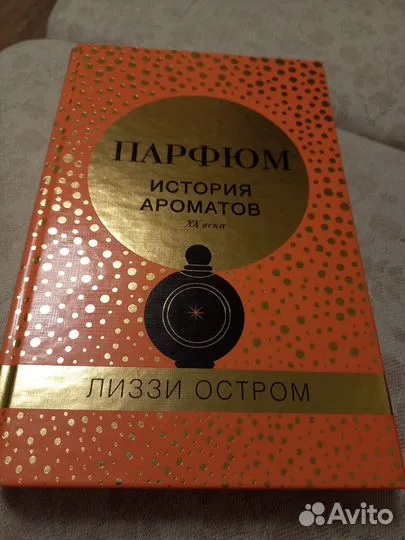 ПАРФЮМ
ИСТОРИЯ
АРОМАТОВ
XX века
ЛИЗЗИ ОСТРОМ
Avito